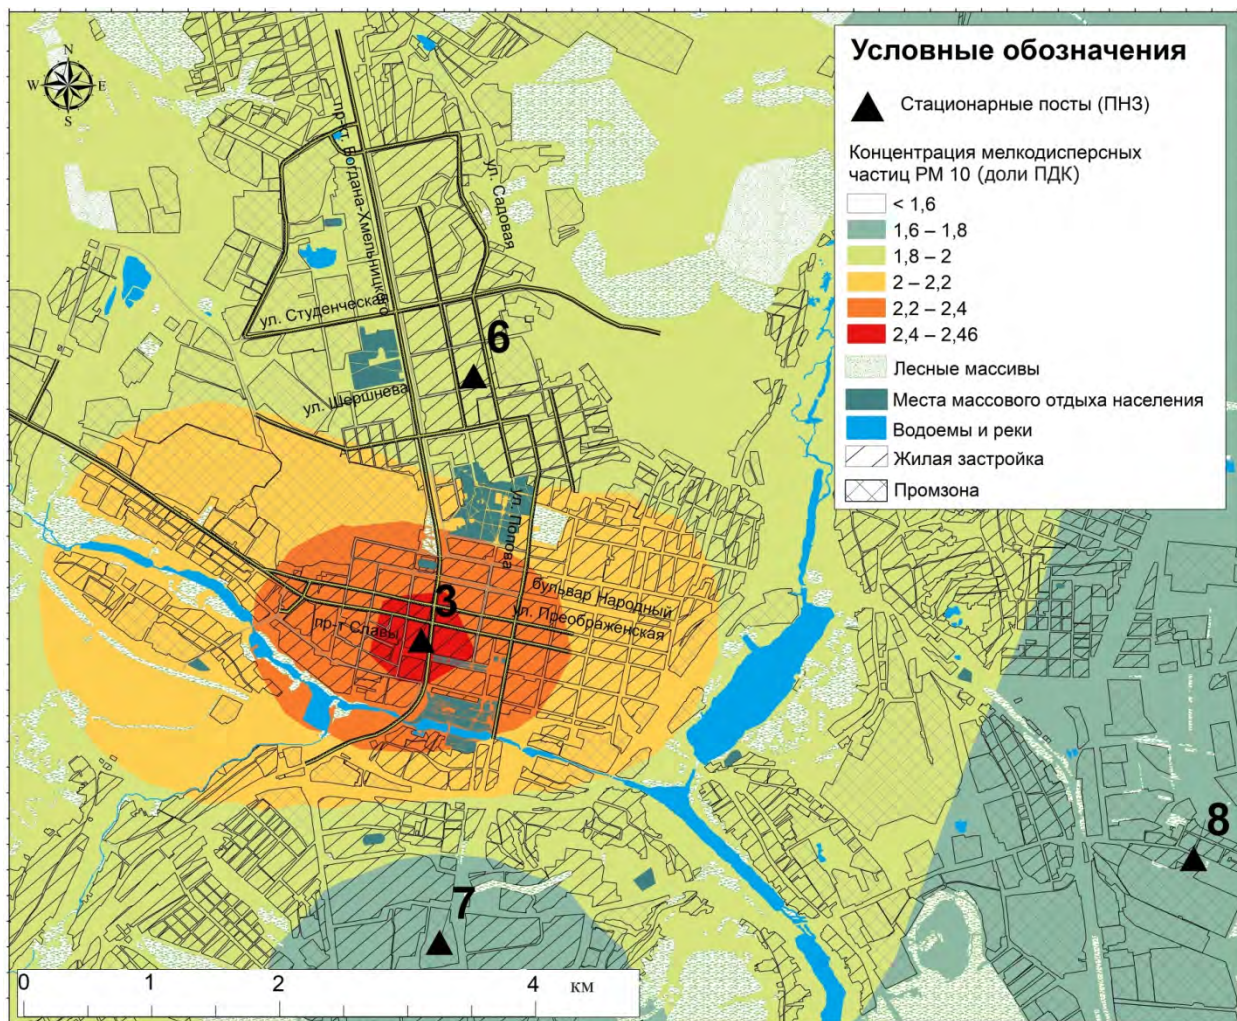 Условные обозначения
Стационарные посты (ПНЗ)
Концентрация мелкодисперсных
частиц РМ 10 (доли ПДК)
< 1,6
1,6 – 1,8
1,8 – 2
2 – 2,2
2,2 – 2,4
2,4 – 2,46
Лесные массивы
Места массового отдыха населения
Водоемы и реки
Жилая застройка
Промзона
N
W
E
S
пр-т. Богдана-Хмельницкого
ул. Садовая
ул. Студенческая
6
ул. Шершнева
ул. Попова
бульвар Народный
3
ул. Преображенская
пр-т Славы
8
7
0
1
2
4
км